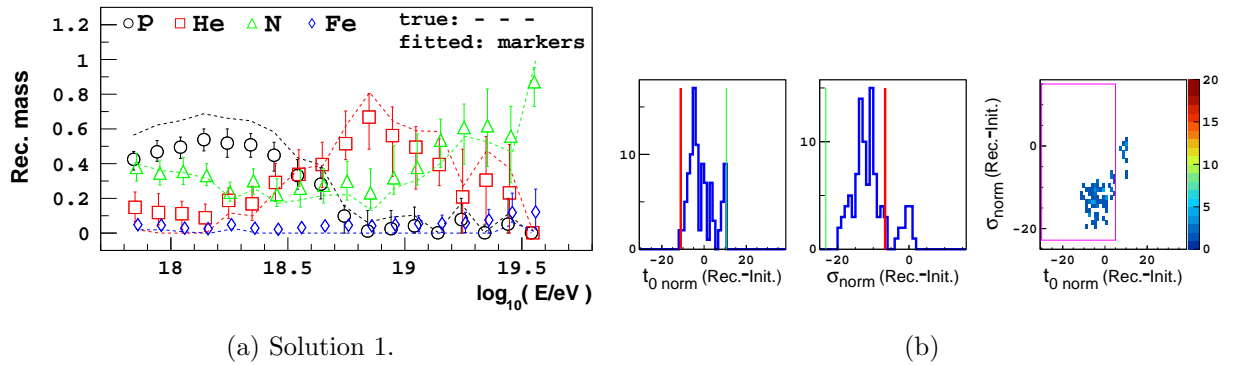 p He N Fe
true: - - -
fitted: markers
Rec. mass
1.2
1
0.8
0.6
0.4
0.2
0
18 18.5 19 19.5
log10( E/eV )
(a) Solution 1.
10
0
−20 0 20
t0 norm (Rec.−Init.)
10
0
−20 0
σnorm (Rec.−Init.)
σnorm (Rec.−Init.)
0
−10
−20
−20 0 20
t0 norm (Rec.−Init.)
20
15
10
5
0
(b)